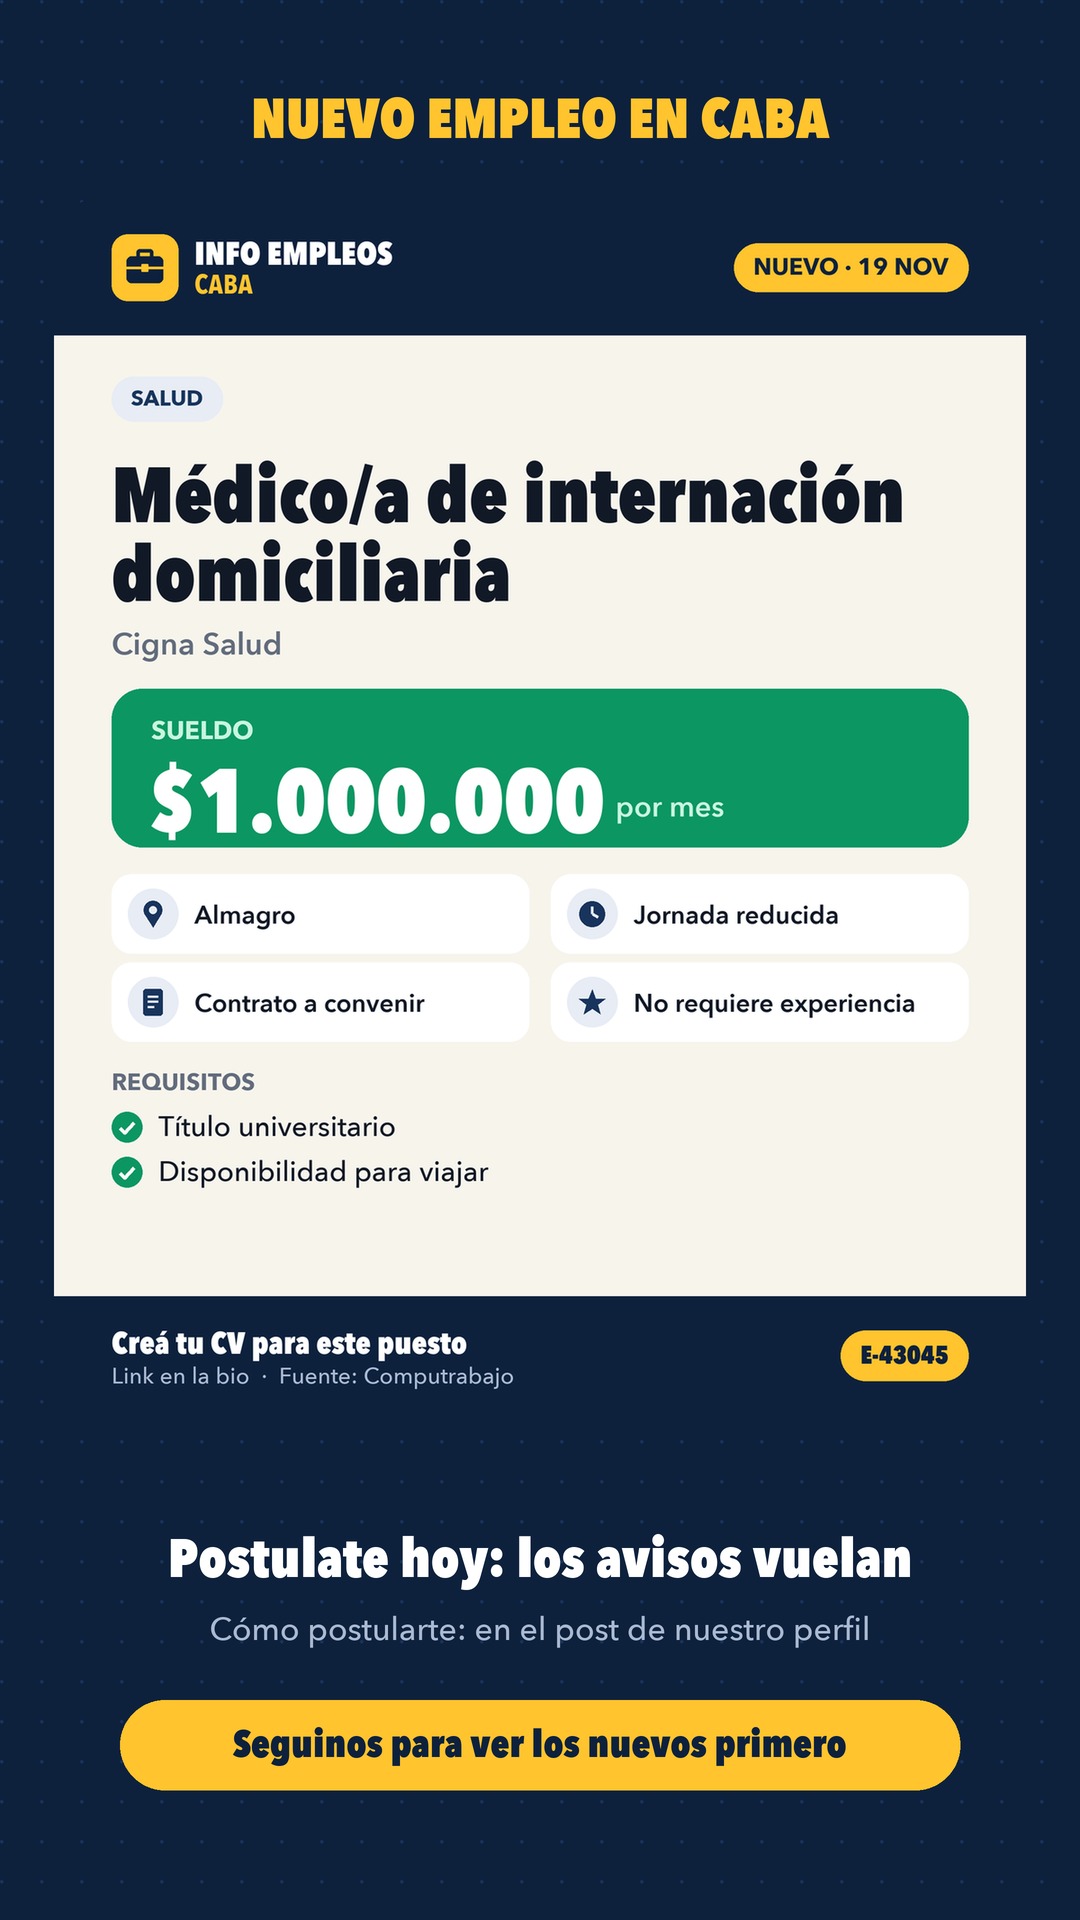 NUEVO EMPLEO EN CABA
INFO EMPLEOS
CABA
NUEVO · 19 NOV
SALUD
Médico/a de internación
domiciliaria
Cigna Salud
SUELDO
$1.000.000 por mes
Almagro
Jornada reducida
Contrato a convenir
No requiere experiencia
REQUISITOS
Título universitario
Disponibilidad para viajar
Creá tu CV para este puesto
Link en la bio · Fuente: Computrabajo
E-43045
Postulate hoy: los avisos vuelan
Cómo postularte: en el post de nuestro perfil
Seguinos para ver los nuevos primero